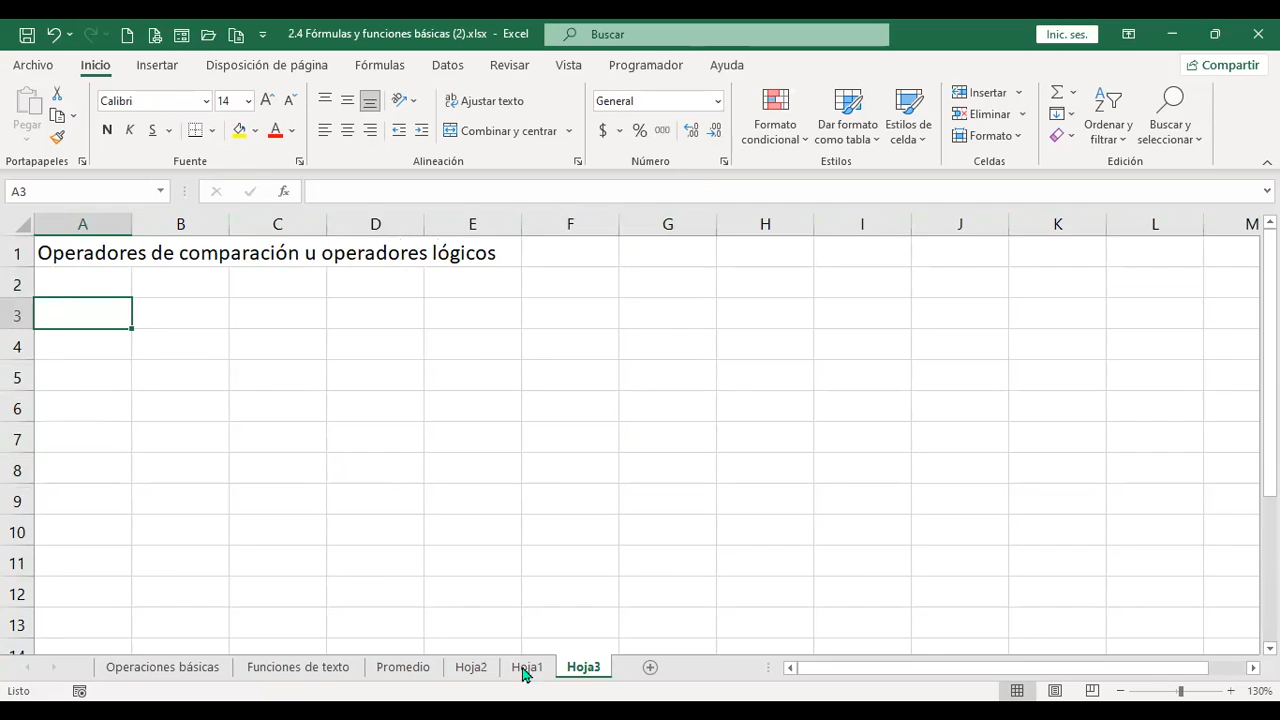 2.4 Fórmulas y funciones básicas (2).xlsx - Excel
Buscar
Inic. ses.
Archivo Inicio Insertar Disposición de página Fórmulas Datos Revisar Vista Programador Ayuda Compartir
Pegar
Portapapeles
Calibri 14
N K S
Fuente
Ajustar texto
Combinar y centrar
Alineación
General
$ % 000
Número
Formato condicional
Dar formato como tabla
Estilos de celda
Estilos
Insertar
Eliminar
Formato
Celdas
Ordenar y filtrar
Buscar y seleccionar
Edición
A3 fx
A B C D E F G H I J K L M
1 Operadores de comparación u operadores lógicos
2
3
4
5
6
7
8
9
10
11
12
13
14
Operaciones básicas Funciones de texto Promedio Hoja2 Hoja1 Hoja3
Listo 130%